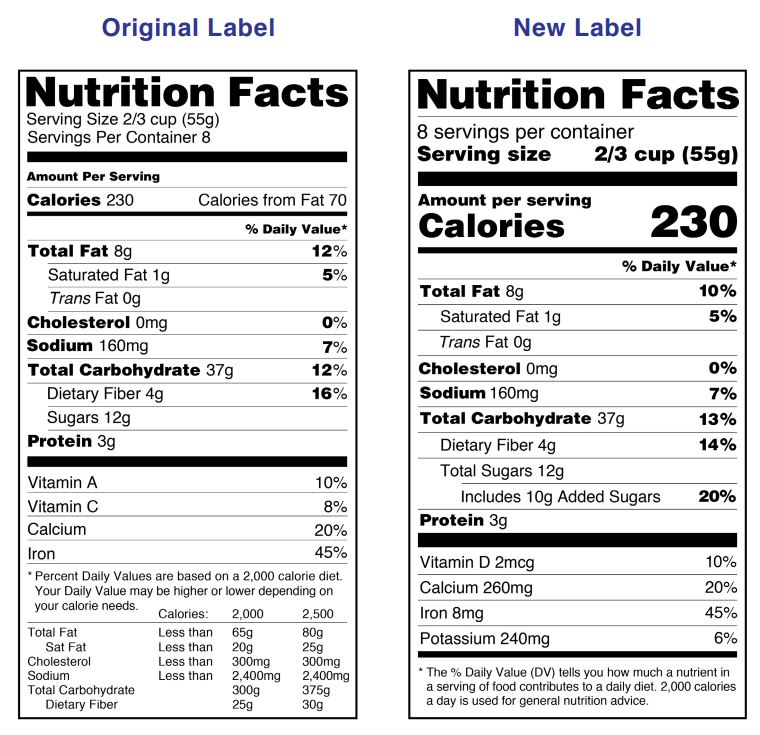 Original Label
Nutrition Facts
Serving Size 2/3 cup (55g)
Servings Per Container 8
Amount Per Serving
Calories 230 Calories from Fat 70
% Daily Value*
Total Fat 8g 12%
Saturated Fat 1g 5%
Trans Fat 0g
Cholesterol 0mg 0%
Sodium 160mg 7%
Total Carbohydrate 37g 12%
Dietary Fiber 4g 16%
Sugars 12g
Protein 3g
Vitamin A 10%
Vitamin C 8%
Calcium 20%
Iron 45%
* Percent Daily Values are based on a 2,000 calorie diet.
Your Daily Value may be higher or lower depending on
your calorie needs.
Calories: 2,000 2,500
Total Fat Less than 65g 80g
Sat Fat Less than 20g 25g
Cholesterol Less than 300mg 300mg
Sodium Less than 2,400mg 2,400mg
Total Carbohydrate 300g 375g
Dietary Fiber 25g 30g
New Label
Nutrition Facts
8 servings per container
Serving size 2/3 cup (55g)
Amount per serving
Calories 230
% Daily Value*
Total Fat 8g 10%
Saturated Fat 1g 5%
Trans Fat 0g
Cholesterol 0mg 0%
Sodium 160mg 7%
Total Carbohydrate 37g 13%
Dietary Fiber 4g 14%
Total Sugars 12g
Includes 10g Added Sugars 20%
Protein 3g
Vitamin D 2mcg 10%
Calcium 260mg 20%
Iron 8mg 45%
Potassium 240mg 6%
* The % Daily Value (DV) tells you how much a nutrient in
a serving of food contributes to a daily diet. 2,000 calories
a day is used for general nutrition advice.